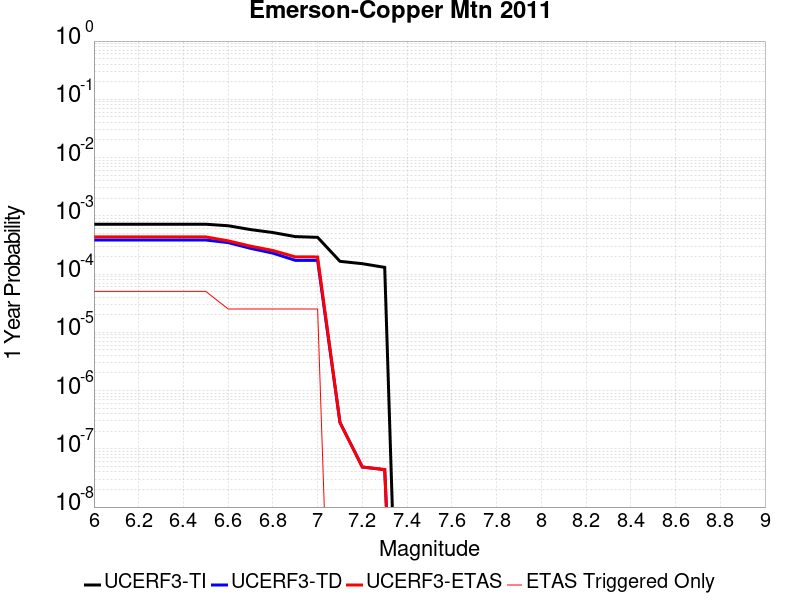 Emerson-Copper Mtn 2011
10^0
10^-1
10^-2
10^-3
10^-4
10^-5
10^-6
10^-7
10^-8
1 Year Probability
6 6.2 6.4 6.6 6.8 7 7.2 7.4 7.6 7.8 8 8.2 8.4 8.6 8.8 9
Magnitude
UCERF3-TI UCERF3-TD UCERF3-ETAS ETAS Triggered Only